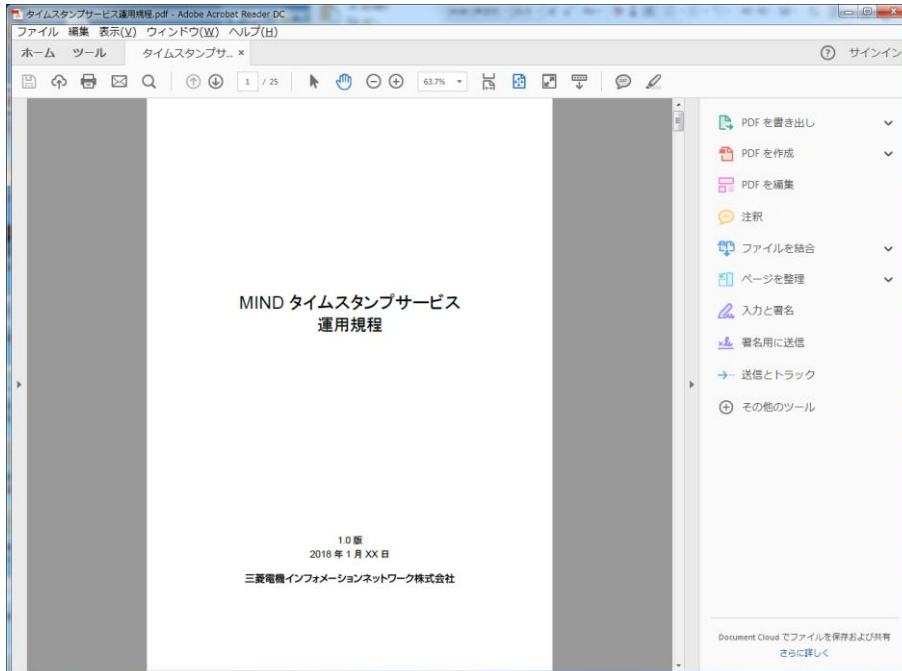 タイムスタンプサービス運用規程.pdf - Adobe Acrobat Reader DC
ファイル 編集 表示(V) ウィンドウ(W) ヘルプ(H)
ホーム ツール タイムスタンプサ... × サインイン
1 / 25 63.7%
PDF を書き出し
PDF を作成
PDF を編集
注釈
ファイルを結合
ページを整理
入力と署名
署名用に送信
送信とトラック
その他のツール
MIND タイムスタンプサービス
運用規程
1.0 版
2018 年 1 月 XX 日
三菱電機インフォメーションネットワーク株式会社
Document Cloud でファイルを保存および共有
さらに詳しく